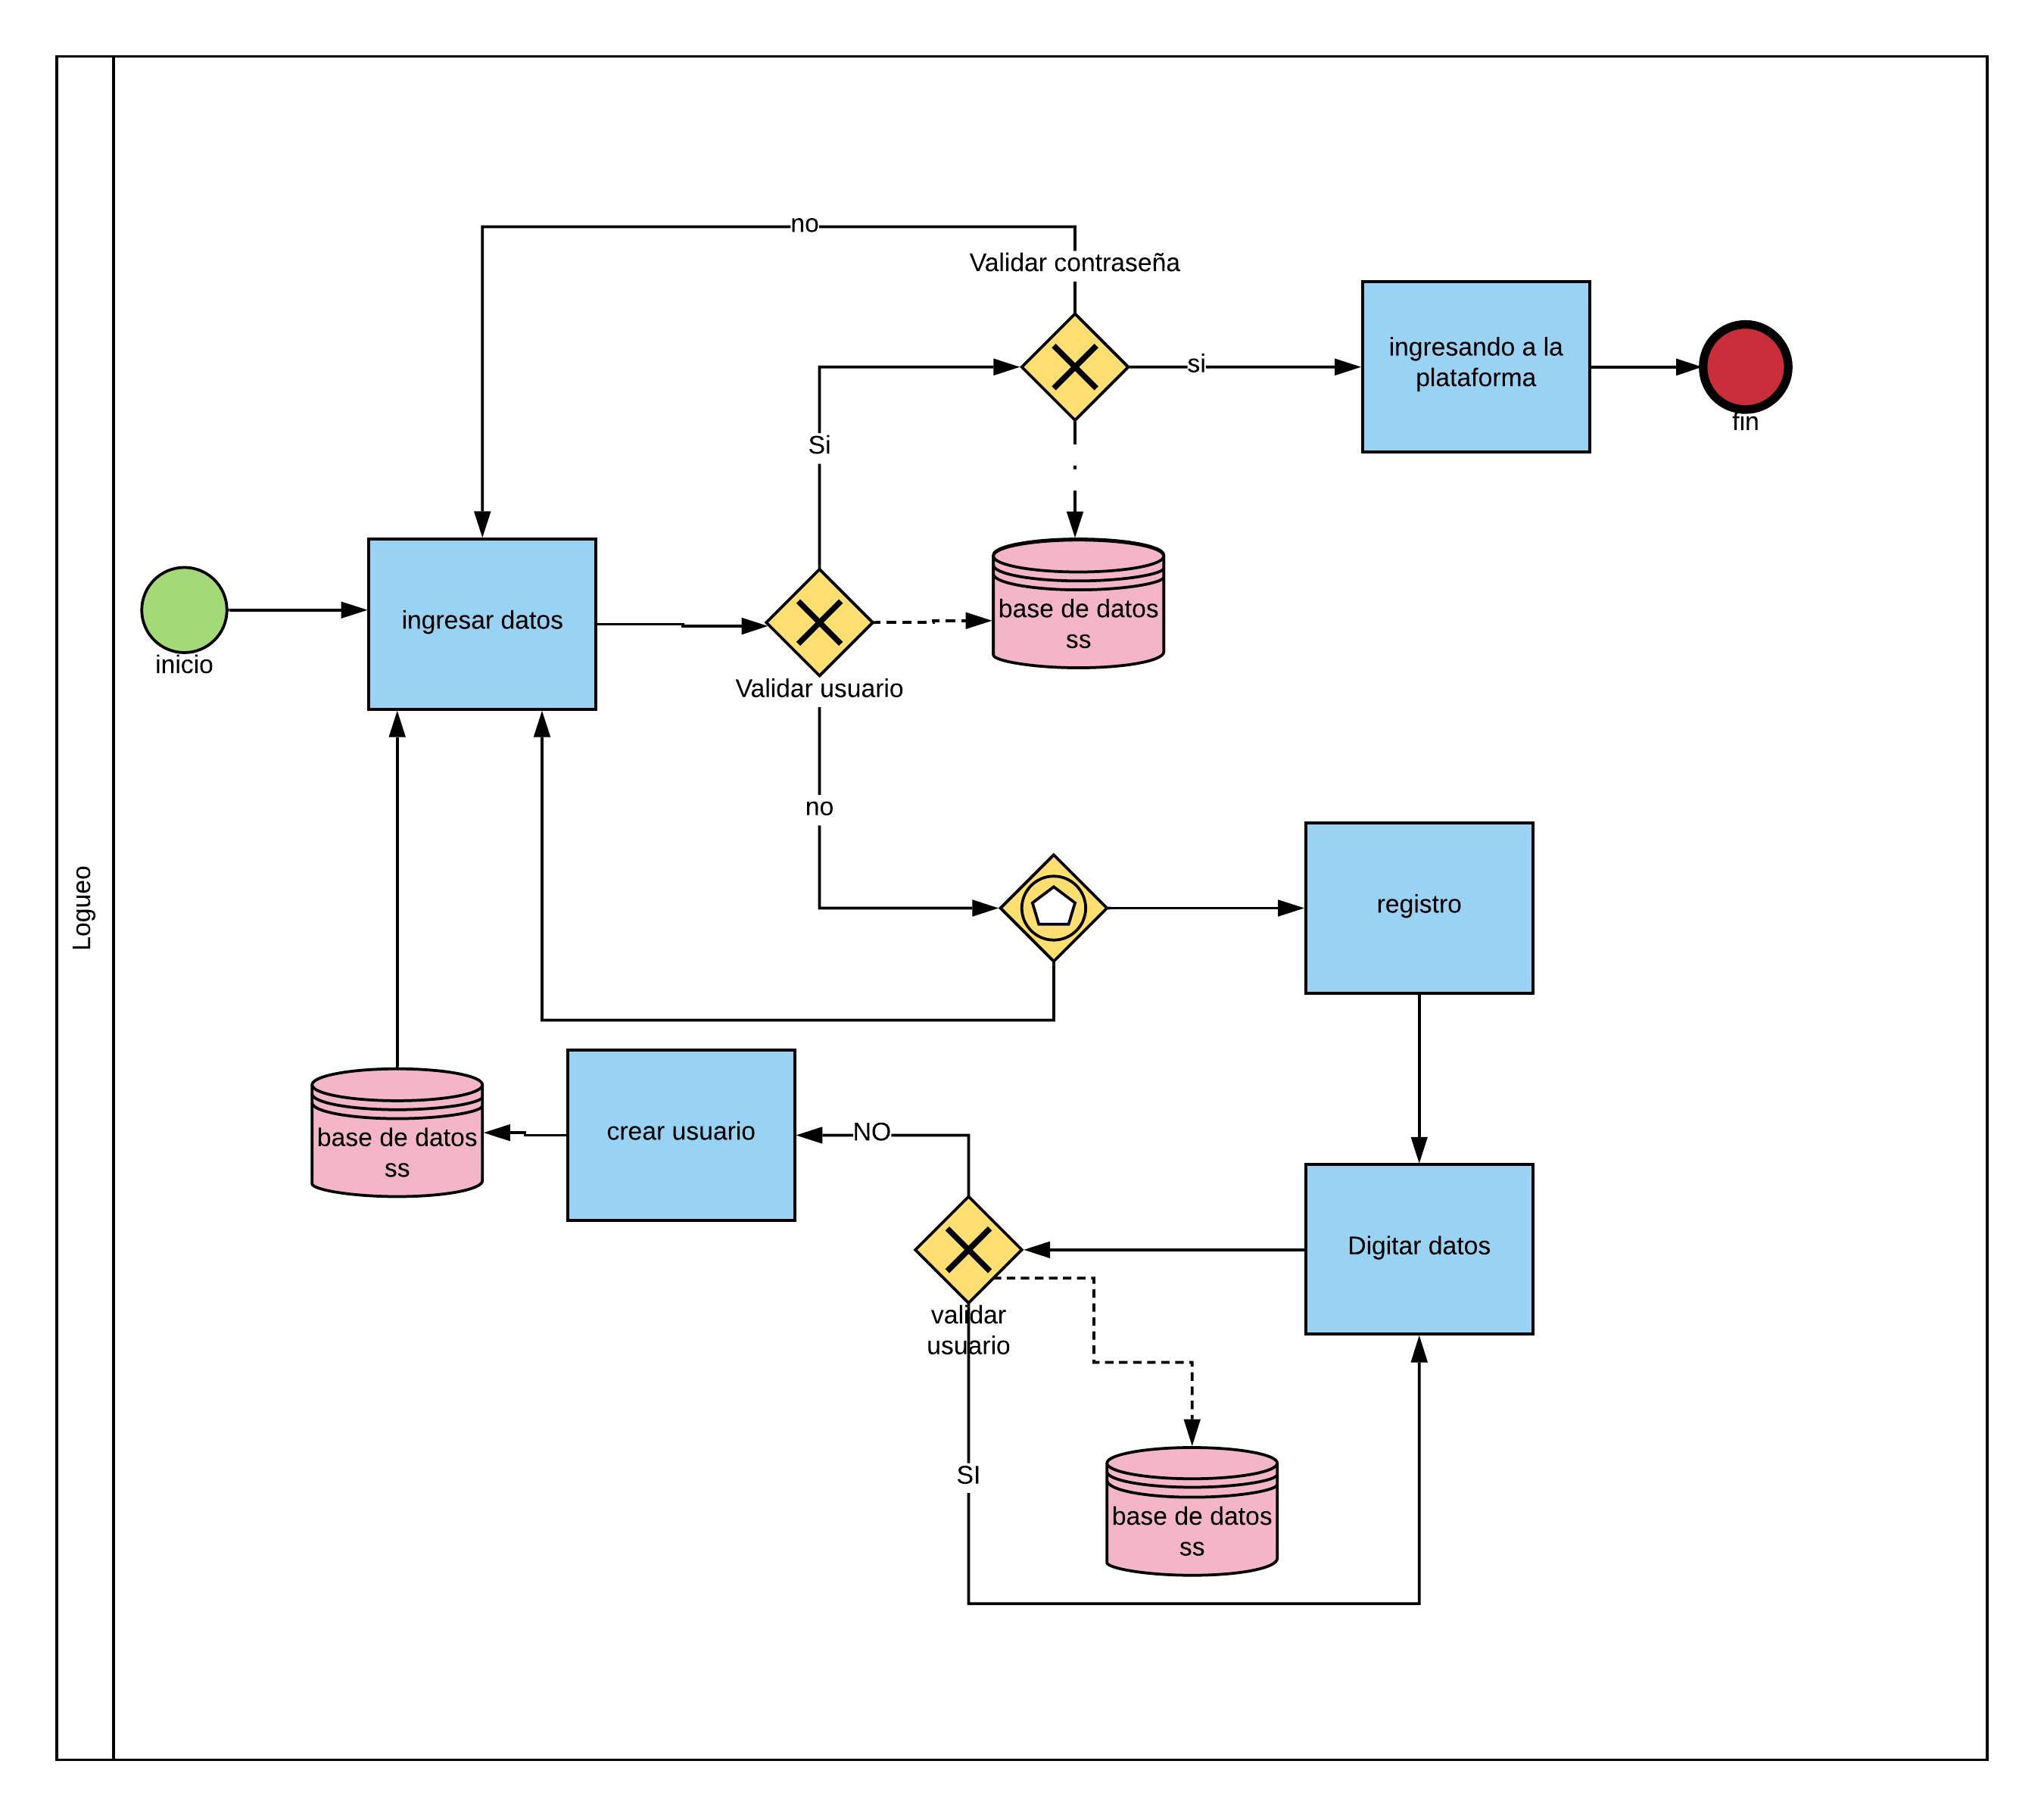 no
Validar contraseña
si
ingresando a la
plataforma
fin
Si
ingresar datos
inicio
base de datos
ss
Validar usuario
no
Logueo
registro
crear usuario
NO
base de datos
ss
Digitar datos
validar
usuario
SI
base de datos
ss